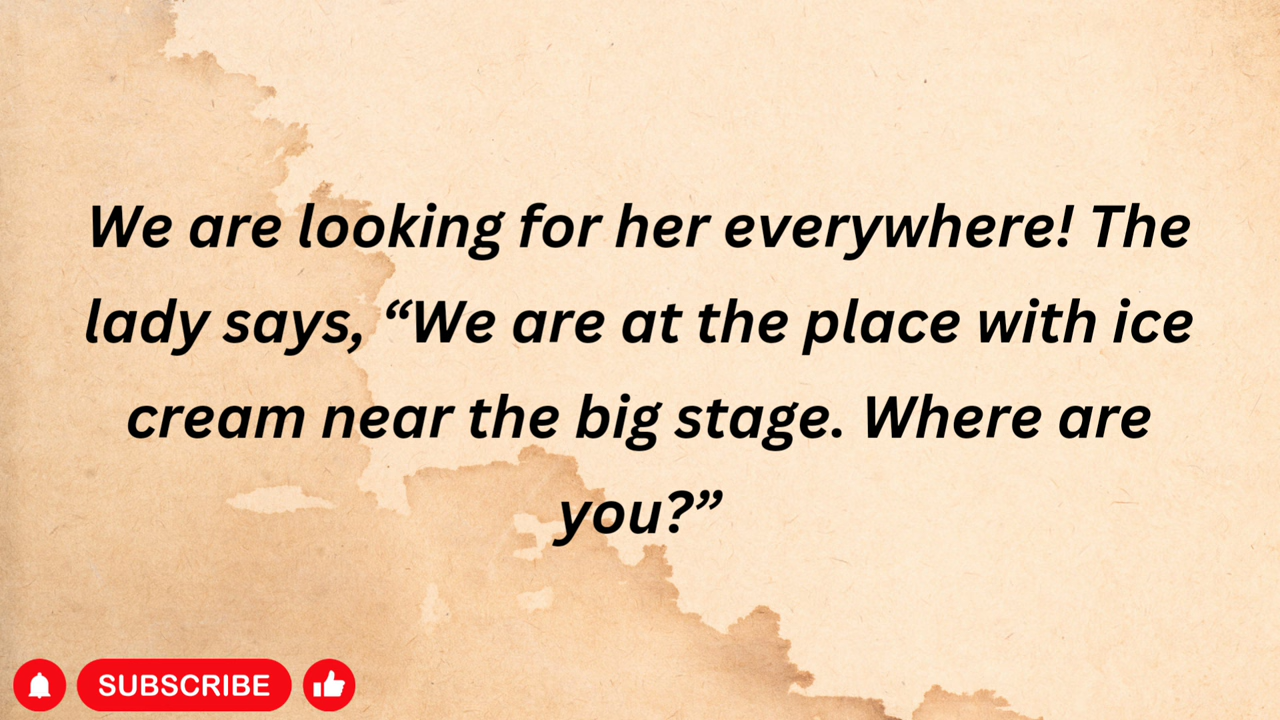 We are looking for her everywhere! The
lady says, “We are at the place with ice
cream near the big stage. Where are
you?”
SUBSCRIBE